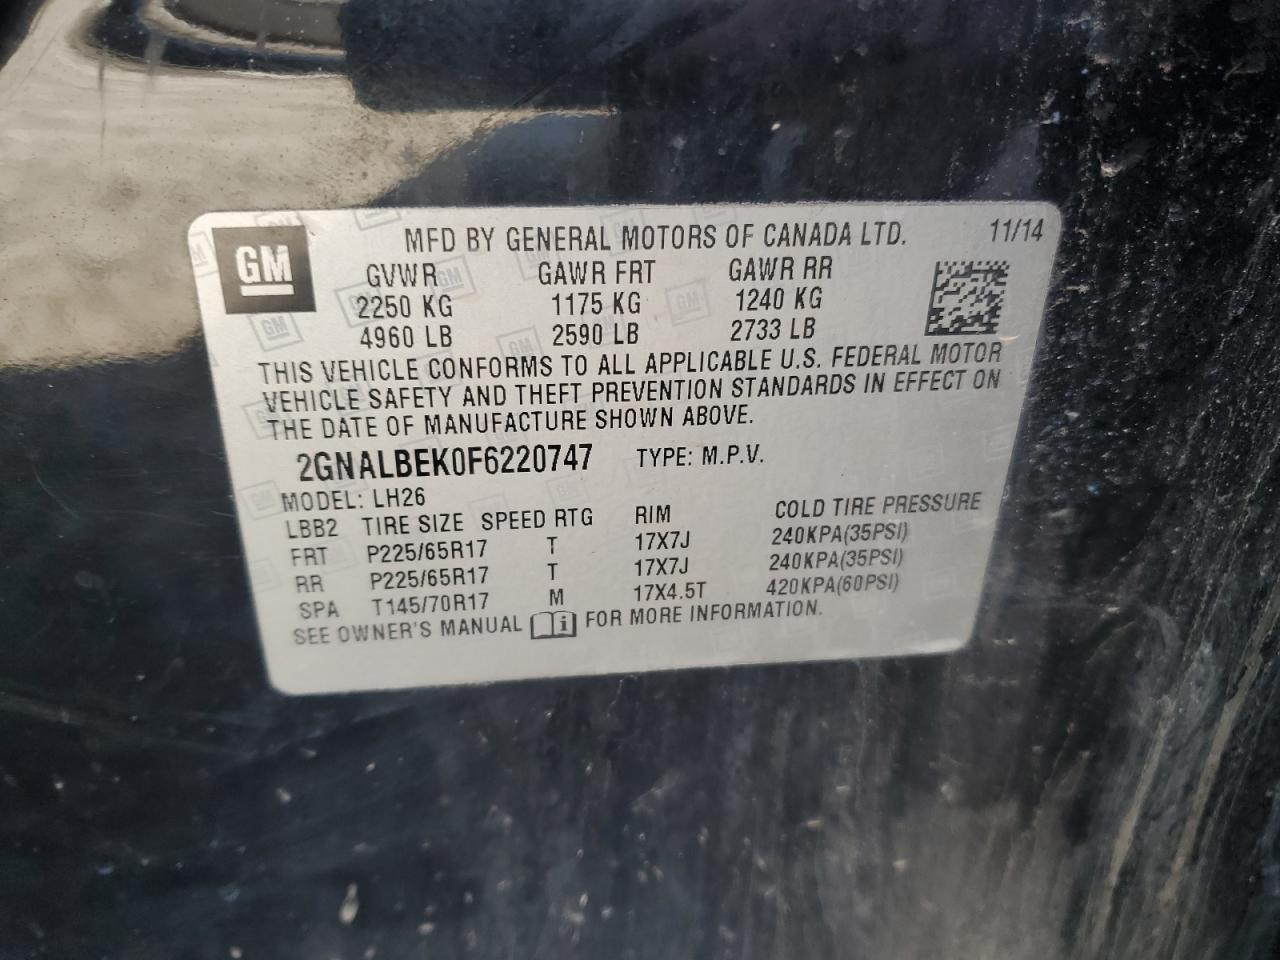 GM
MFD BY GENERAL MOTORS OF CANADA LTD. 11/14
GVWR GAWR FRT GAWR RR
2250 KG 1175 KG 1240 KG
4960 LB 2590 LB 2733 LB
THIS VEHICLE CONFORMS TO ALL APPLICABLE U.S. FEDERAL MOTOR
VEHICLE SAFETY AND THEFT PREVENTION STANDARDS IN EFFECT ON
THE DATE OF MANUFACTURE SHOWN ABOVE.
2GNALBEK0F6220747 TYPE: M.P.V.
MODEL: LH26
LBB2 TIRE SIZE SPEED RTG RIM COLD TIRE PRESSURE
FRT P225/65R17 T 17X7J 240KPA(35PSI)
RR P225/65R17 T 17X7J 240KPA(35PSI)
SPA T145/70R17 M 17X4.5T 420KPA(60PSI)
SEE OWNER'S MANUAL i FOR MORE INFORMATION.